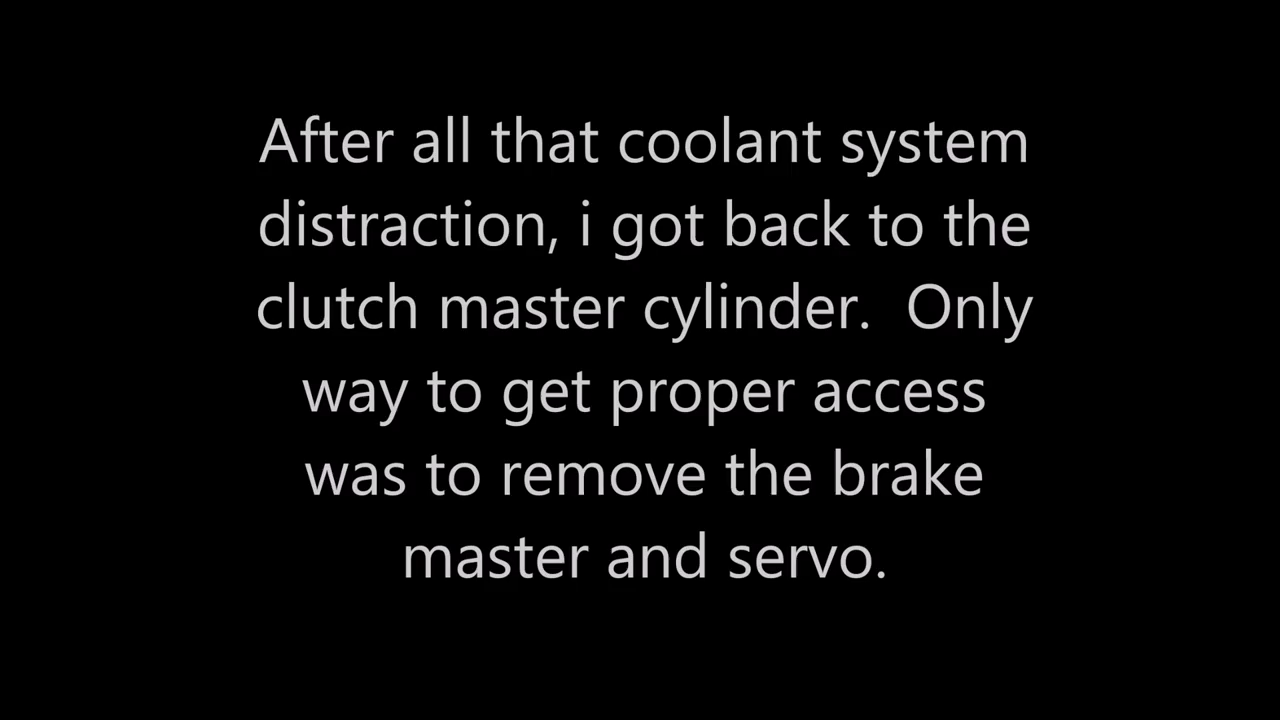 After all that coolant system
distraction, i got back to the
clutch master cylinder.  Only
way to get proper access
was to remove the brake
master and servo.